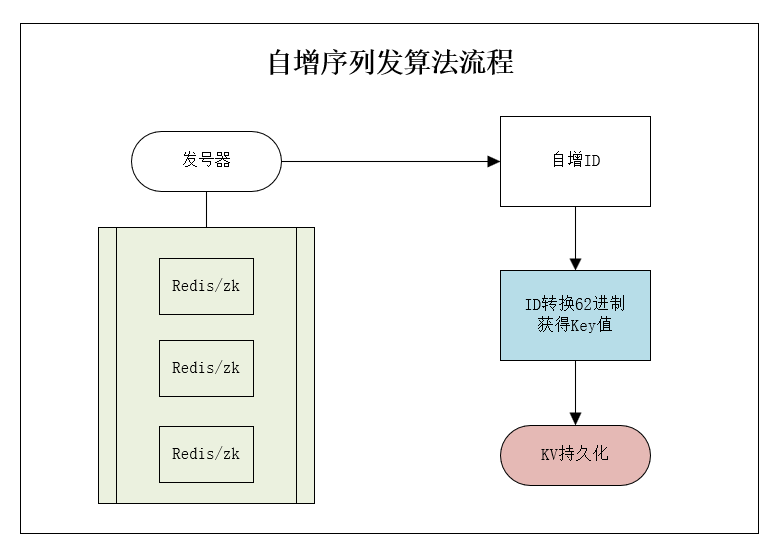 自增序列发算法流程
发号器
自增ID
Redis/zk
Redis/zk
Redis/zk
ID转换62进制
获得Key值
KV持久化